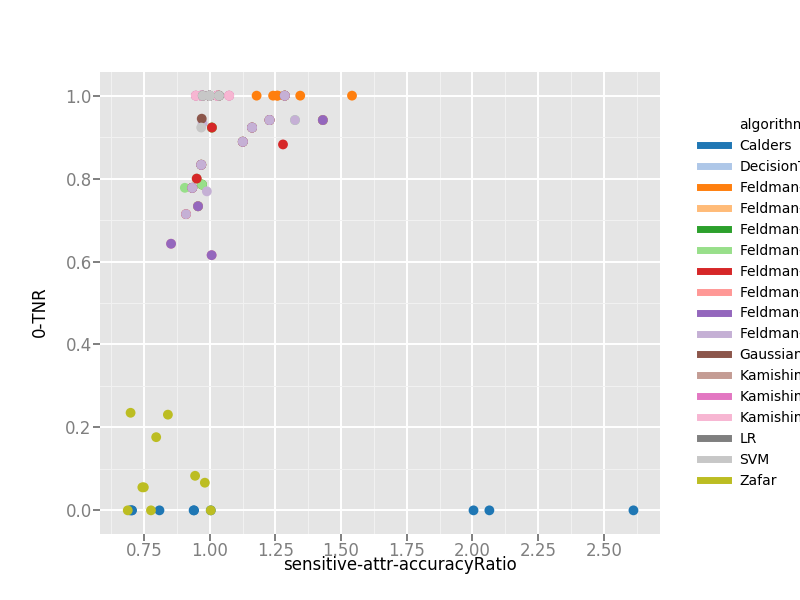 1.0
0.8
0.6
0.4
0.2
0.0
0-TNR
0.75
1.00
1.25
1.50
1.75
2.00
2.25
2.50
sensitive-attr-accuracyRatio
algorithm
Calders
DecisionT
Feldman-
Feldman-
Feldman-
Feldman-
Feldman-
Feldman-
Feldman-
Feldman-
Gaussian
Kamishin
Kamishin
Kamishin
LR
SVM
Zafar